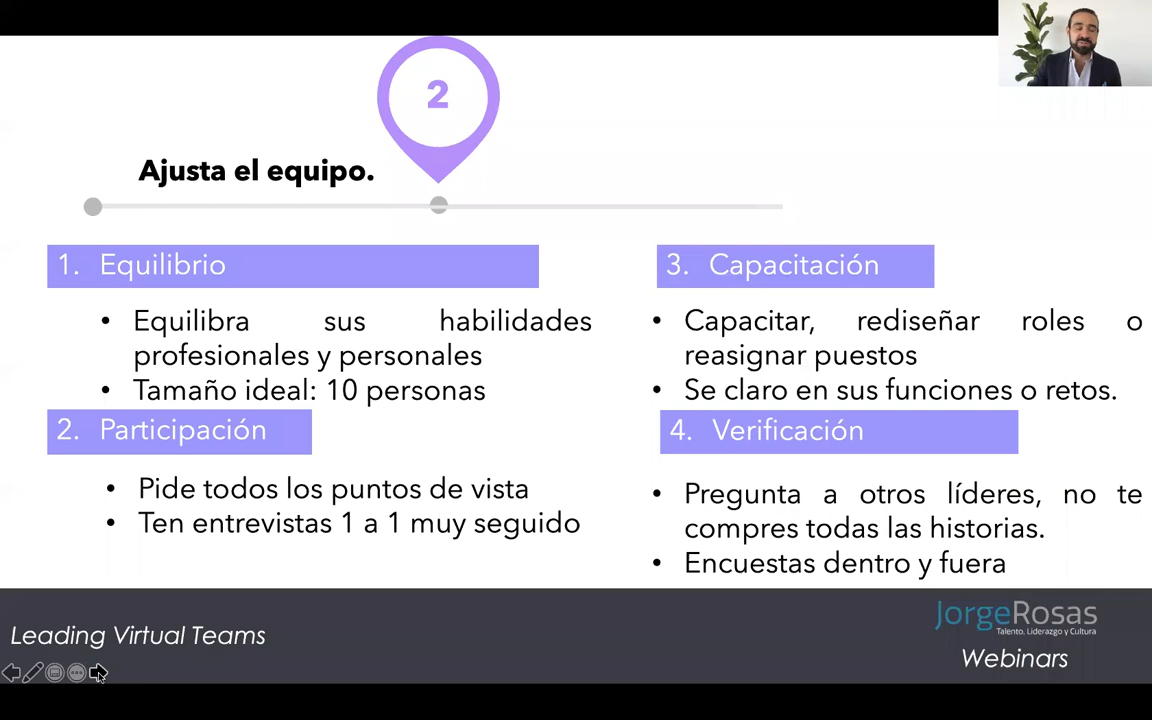 2
Ajusta el equipo.
1. Equilibrio
• Equilibra sus habilidades
profesionales y personales
• Tamaño ideal: 10 personas
2. Participación
• Pide todos los puntos de vista
• Ten entrevistas 1 a 1 muy seguido
3. Capacitación
• Capacitar, rediseñar roles o
reasignar puestos
• Se claro en sus funciones o retos.
4. Verificación
• Pregunta a otros líderes, no te
compres todas las historias.
• Encuestas dentro y fuera
Leading Virtual Teams
JorgeRosas
Talento, Liderazgo y Cultura
Webinars